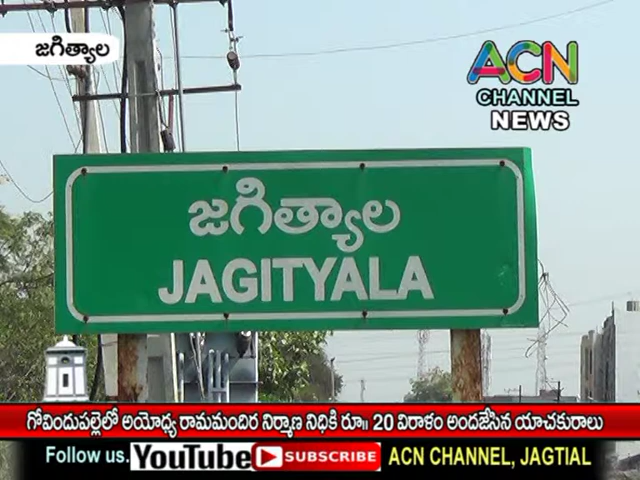 జగిత్యాల
ACN
CHANNEL
NEWS
జగిత్యాల
JAGITYALA
గోవిందుపల్లెలో అయోధ్య రామమందిర నిర్మాణ నిధికి రూ॥ 20 విరాళం అందజేసిన యాచకురాలు
Follow us. YouTube SUBSCRIBE ACN CHANNEL, JAGTIAL